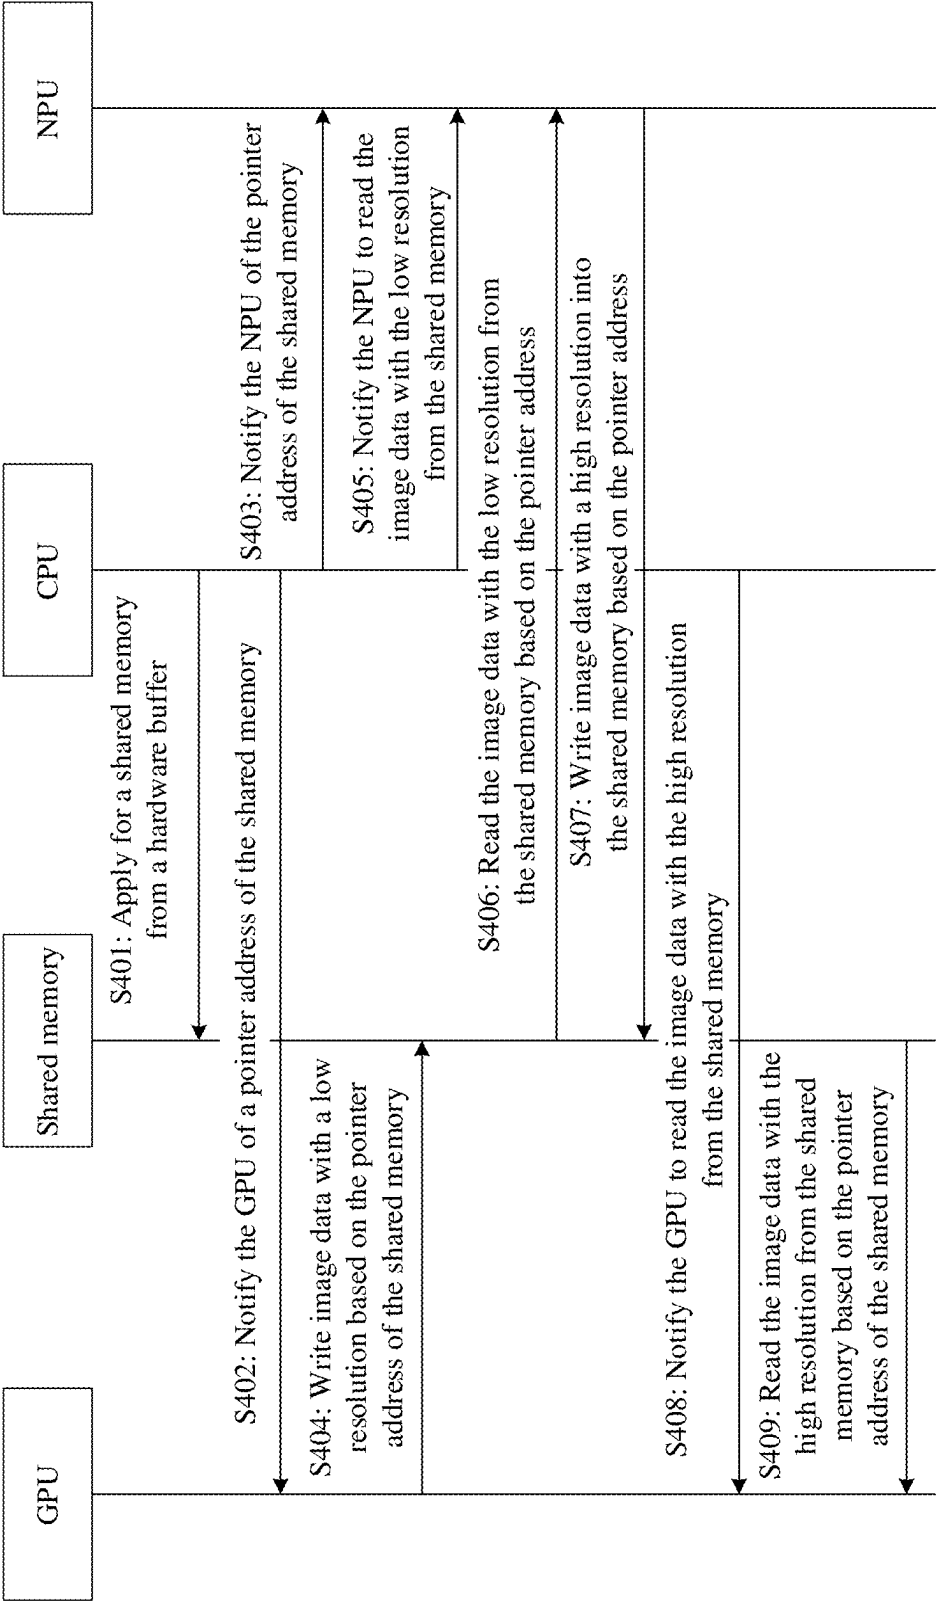 GPU
Shared memory
CPU
NPU
S401: Apply for a shared memory
from a hardware buffer
S402: Notify the GPU of a pointer address of the shared memory
S403: Notify the NPU of the pointer
address of the shared memory
S404: Write image data with a low
resolution based on the pointer
address of the shared memory
S405: Notify the NPU to read the
image data with the low resolution
from the shared memory
S406: Read the image data with the low resolution from
the shared memory based on the pointer address
S407: Write image data with a high resolution into
the shared memory based on the pointer address
S408: Notify the GPU to read the image data with the high resolution
from the shared memory
S409: Read the image data with the
high resolution from the shared
memory based on the pointer
address of the shared memory